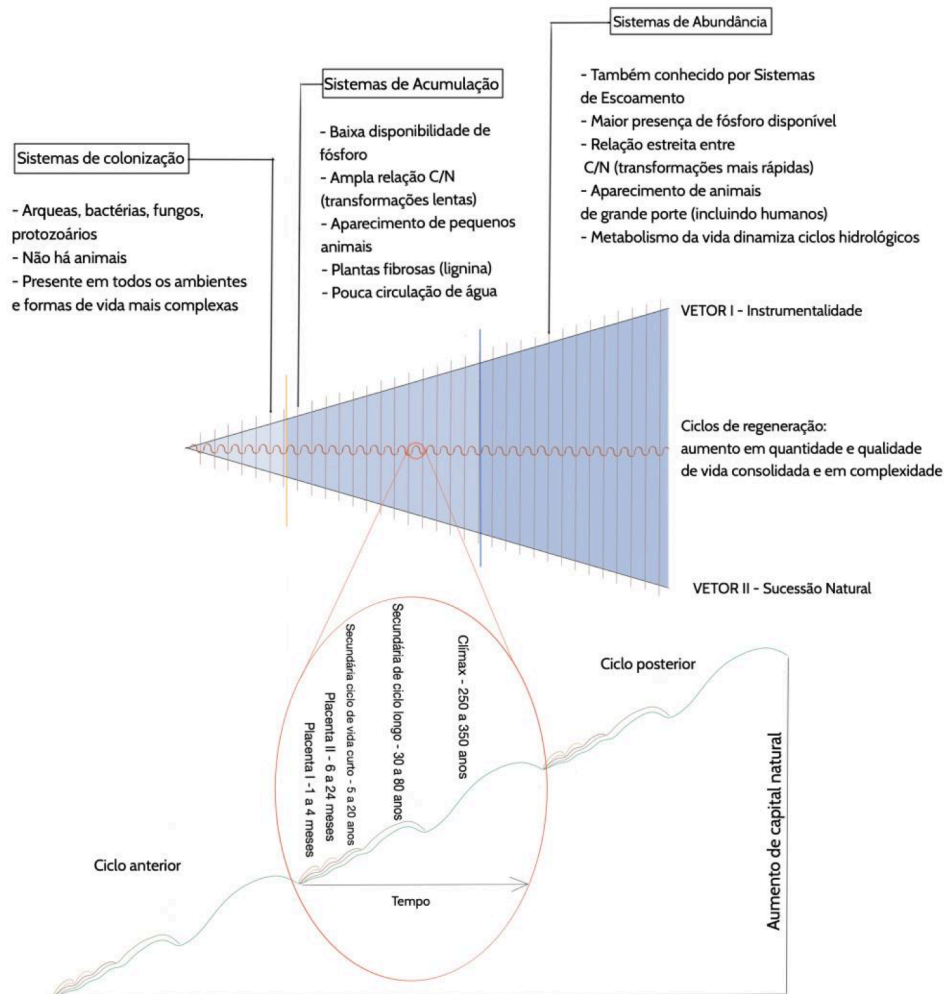 Sistemas de colonização
- Arqueas, bactérias, fungos,
protozoários
- Não há animais
- Presente em todos os ambientes
e formas de vida mais complexas
Sistemas de Acumulação
- Baixa disponibilidade de
fósforo
- Ampla relação C/N
(transformações lentas)
- Aparecimento de pequenos
animais
- Plantas fibrosas (lignina)
- Pouca circulação de água
Sistemas de Abundância
- Também conhecido por Sistemas
de Escoamento
- Maior presença de fósforo disponível
- Relação estreita entre
C/N (transformações mais rápidas)
- Aparecimento de animais
de grande porte (incluindo humanos)
- Metabolismo da vida dinamiza ciclos hidrológicos
VETOR I - Instrumentalidade
Ciclos de regeneração:
aumento em quantidade e qualidade
de vida consolidada e em complexidade
VETOR II - Sucessão Natural
Ciclo anterior
Placenta I -1 a 4 meses
Placenta II - 6 a 24 meses
Secundária ciclo de vida curto - 5 a 20 anos
Secundária de ciclo longo - 30 a 80 anos
Clímax - 250 a 350 anos
Tempo
Ciclo posterior
Aumento de capital natural